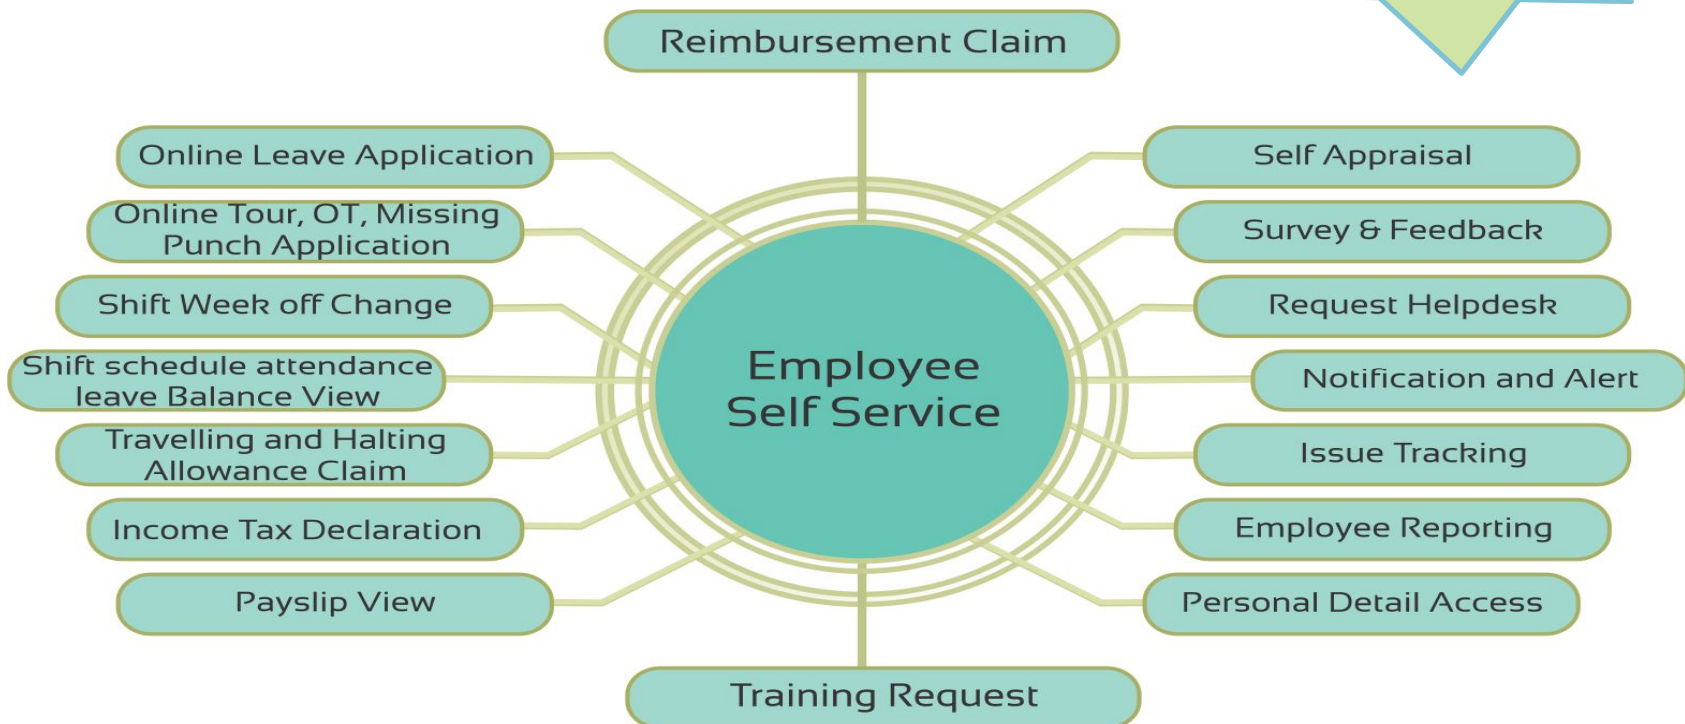 Reimbursement Claim
Online Leave Application
Online Tour, OT, Missing
Punch Application
Shift Week off Change
Shift schedule attendance
leave Balance View
Travelling and Halting
Allowance Claim
Income Tax Declaration
Payslip View
Employee
Self Service
Self Appraisal
Survey & Feedback
Request Helpdesk
Notification and Alert
Issue Tracking
Employee Reporting
Personal Detail Access
Training Request